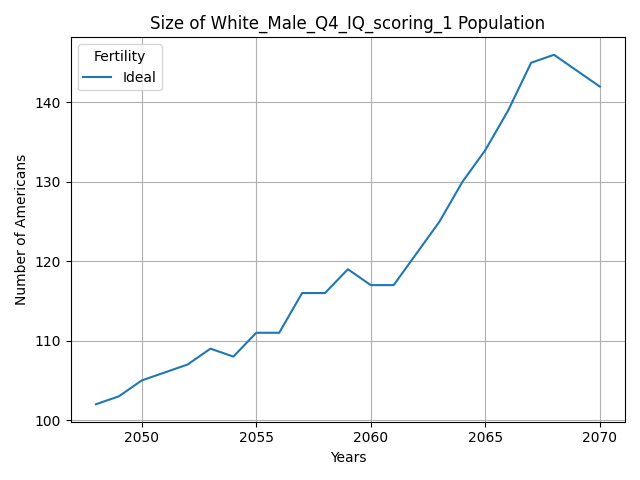 Size of White_Male_Q4_IQ_scoring_1 Population
Fertility
Ideal
Number of Americans
140
130
120
110
100
2050 2055 2060 2065 2070
Years